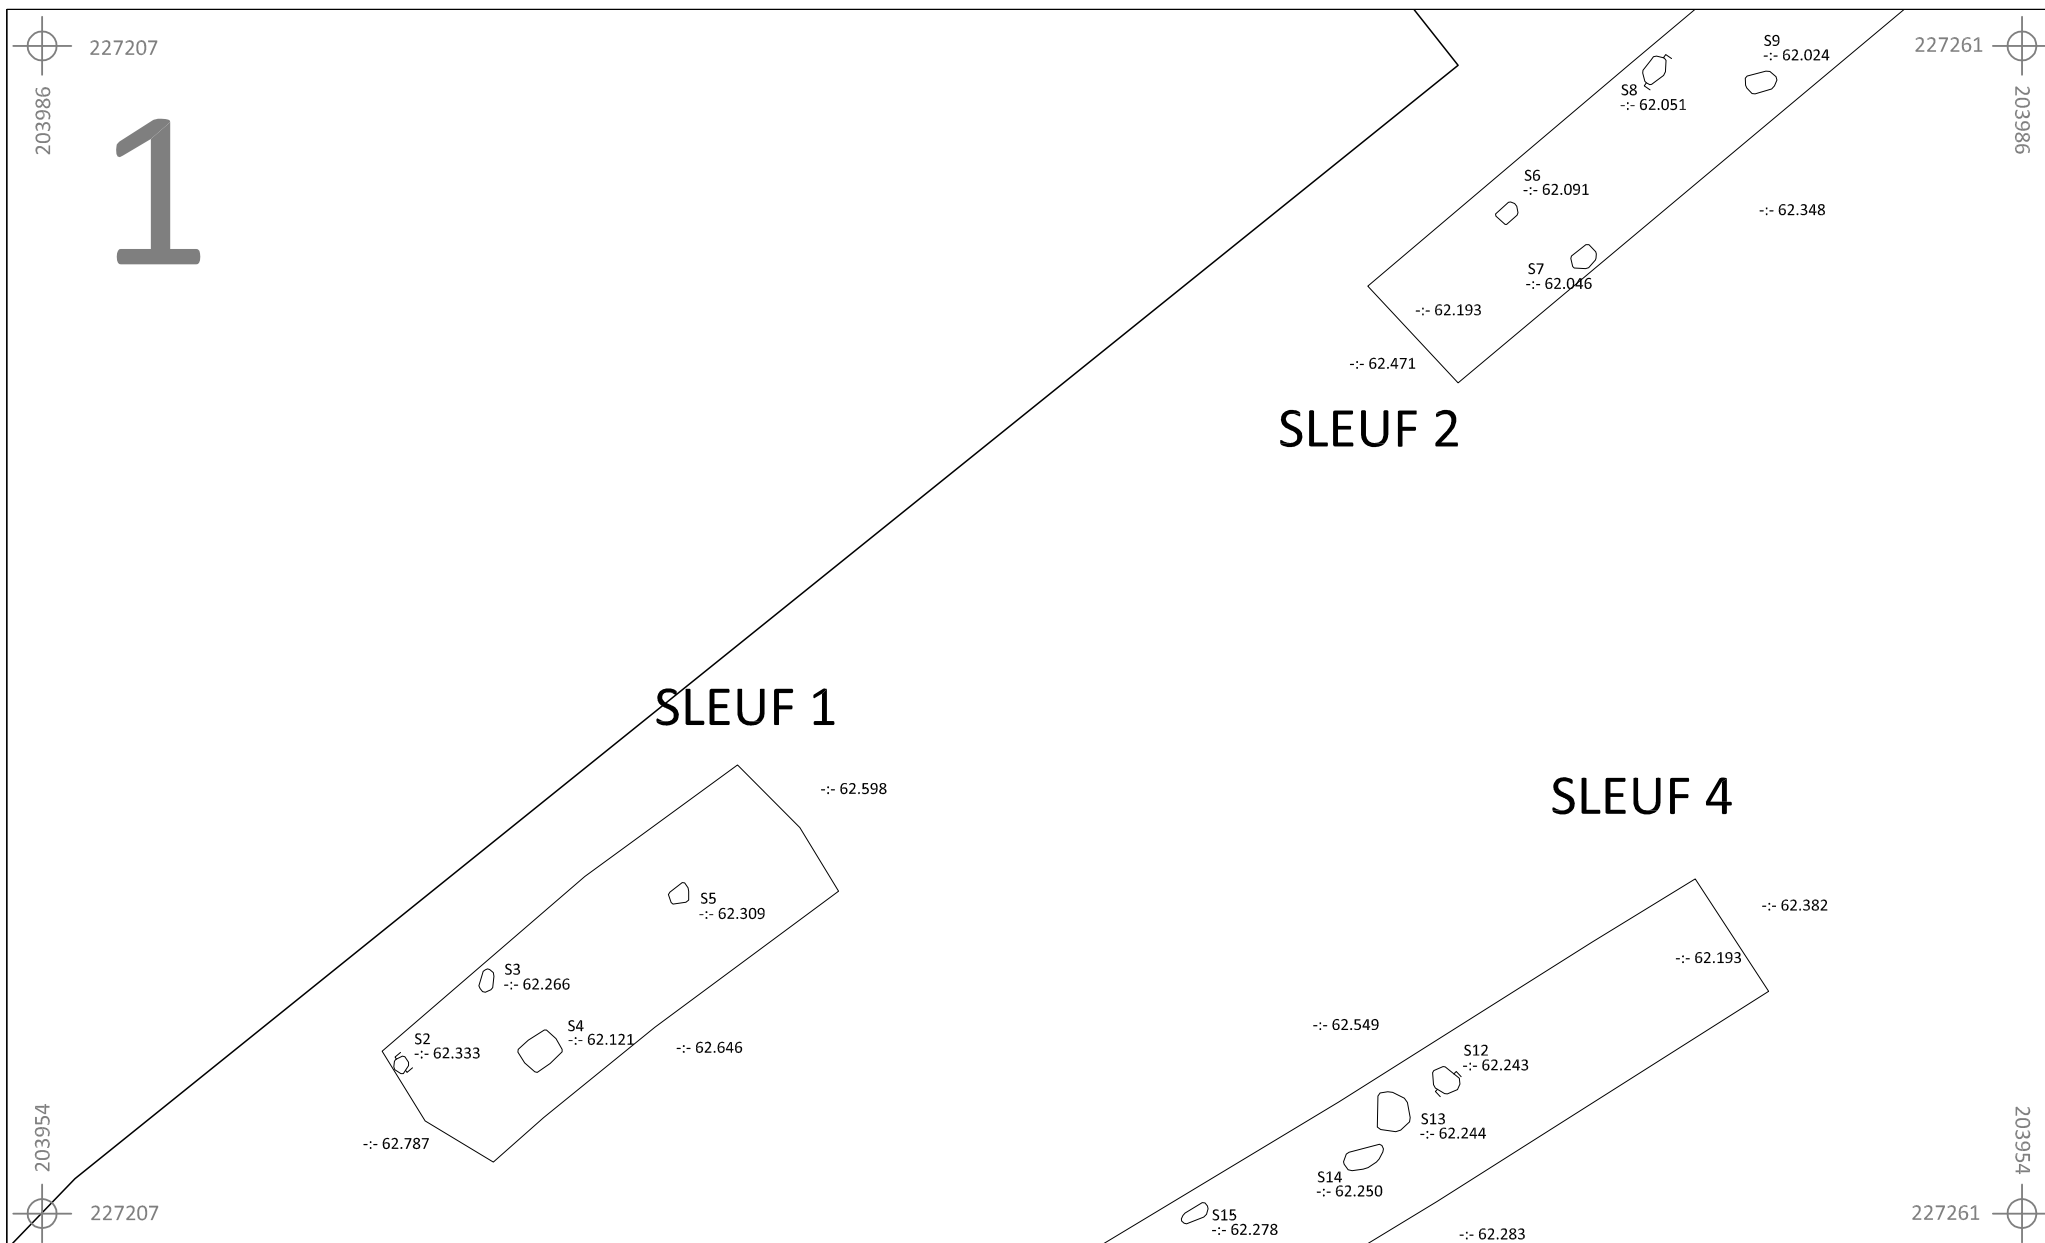 227207
203986
1
S9
-:- 62.024
227261
203986
S8
-:- 62.051
S6
-:- 62.091
-:- 62.348
S7
-:- 62.046
-:- 62.193
-:- 62.471
SLEUF 2
SLEUF 1
-:- 62.598
SLEUF 4
S5
-:- 62.309
-:- 62.382
-:- 62.193
S3
-:- 62.266
S4
-:- 62.121
S2
-:- 62.333
-:- 62.646
-:- 62.549
S12
-:- 62.243
S13
-:- 62.244
-:- 62.787
S14
-:- 62.250
S15
-:- 62.278
-:- 62.283
203954
227207
203954
227261